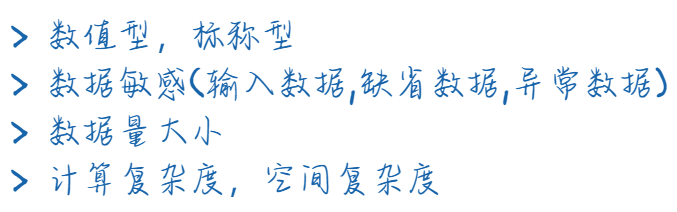 > 数值型，标称型
> 数据敏感(输入数据,缺省数据,异常数据)
> 数据量大小
> 计算复杂度，空间复杂度